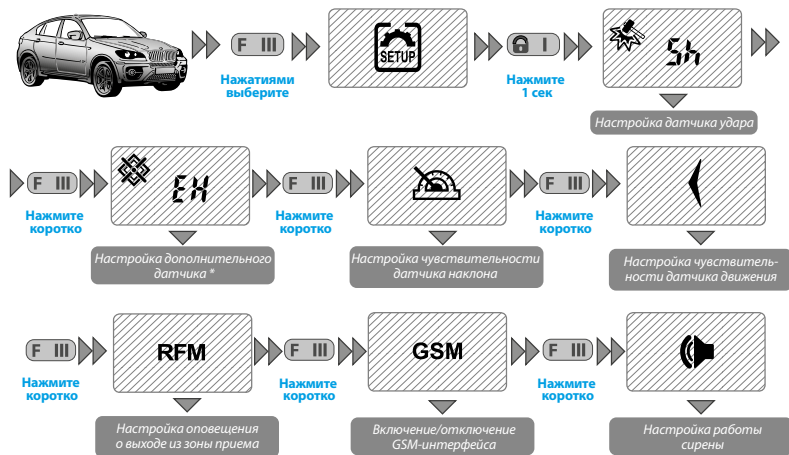 F III
SETUP
I
Sh
Нажатиями
выберите
Нажмите
1 сек
Настройка датчика удара
F III
EH
F III
F III
Нажмите
коротко
Нажмите
коротко
Нажмите
коротко
Настройка дополнительного
датчика *
Настройка чувствительности
датчика наклона
Настройка чувствитель-
ности датчика движения
F III
RFM
F III
GSM
F III
Нажмите
коротко
Нажмите
коротко
Нажмите
коротко
Настройка оповещения
о выходе из зоны приема
Включение/отключение
GSM-интерфейса
Настройка работы
сирены